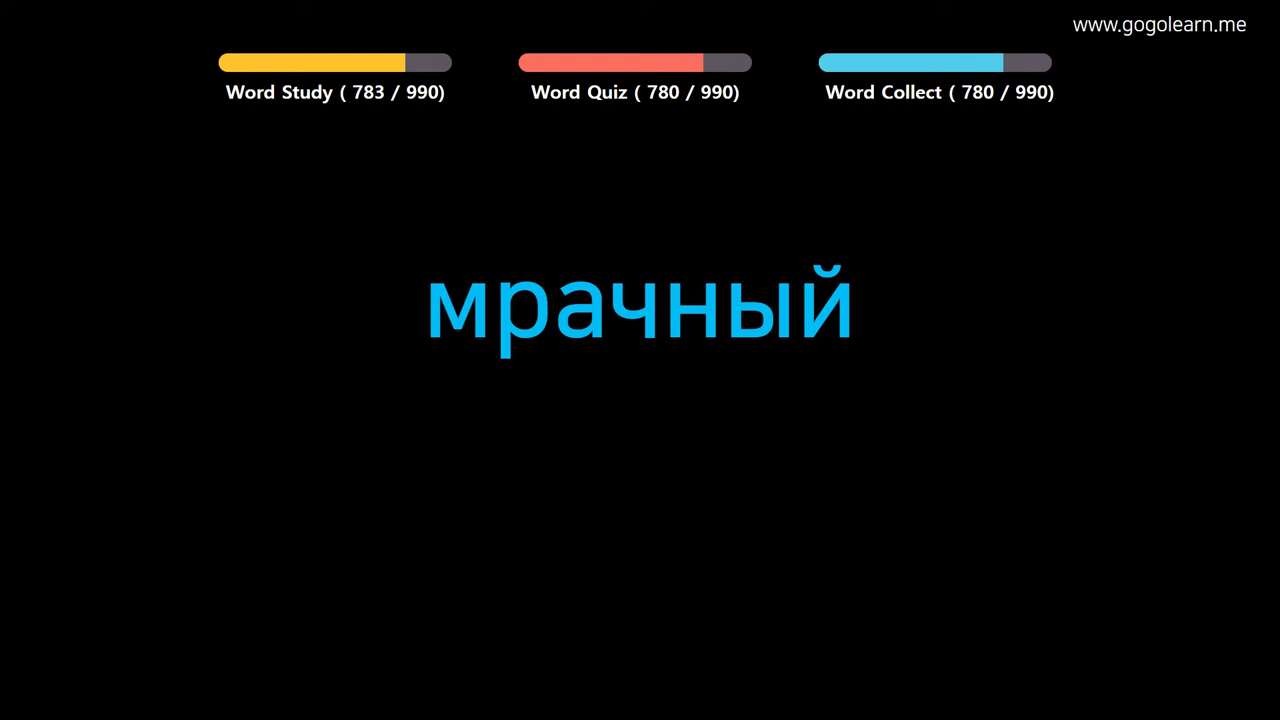 www.gogolearn.me
Word Study ( 783 / 990)
Word Quiz ( 780 / 990)
Word Collect ( 780 / 990)
мрачный